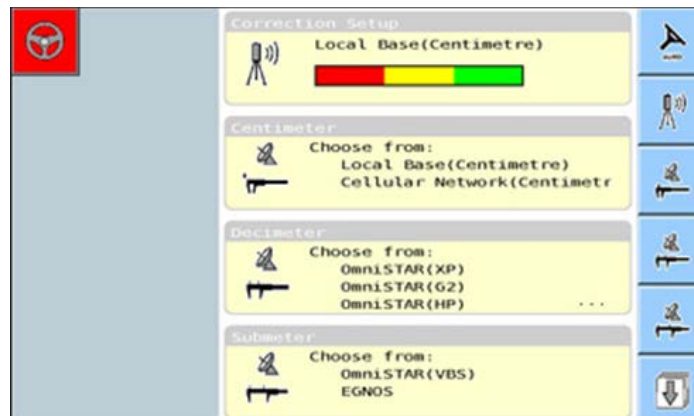 Correction Setup
Local Base(Centimetre)
Centimeter
Choose from:
Local Base(Centimetre)
Cellular Network(Centimetr
Decimeter
Choose from:
OmniSTAR(XP)
OmniSTAR(G2)
OmniSTAR(HP) ...
Submeter
Choose from:
OmniSTAR(VBS)
EGNOS
AUTO